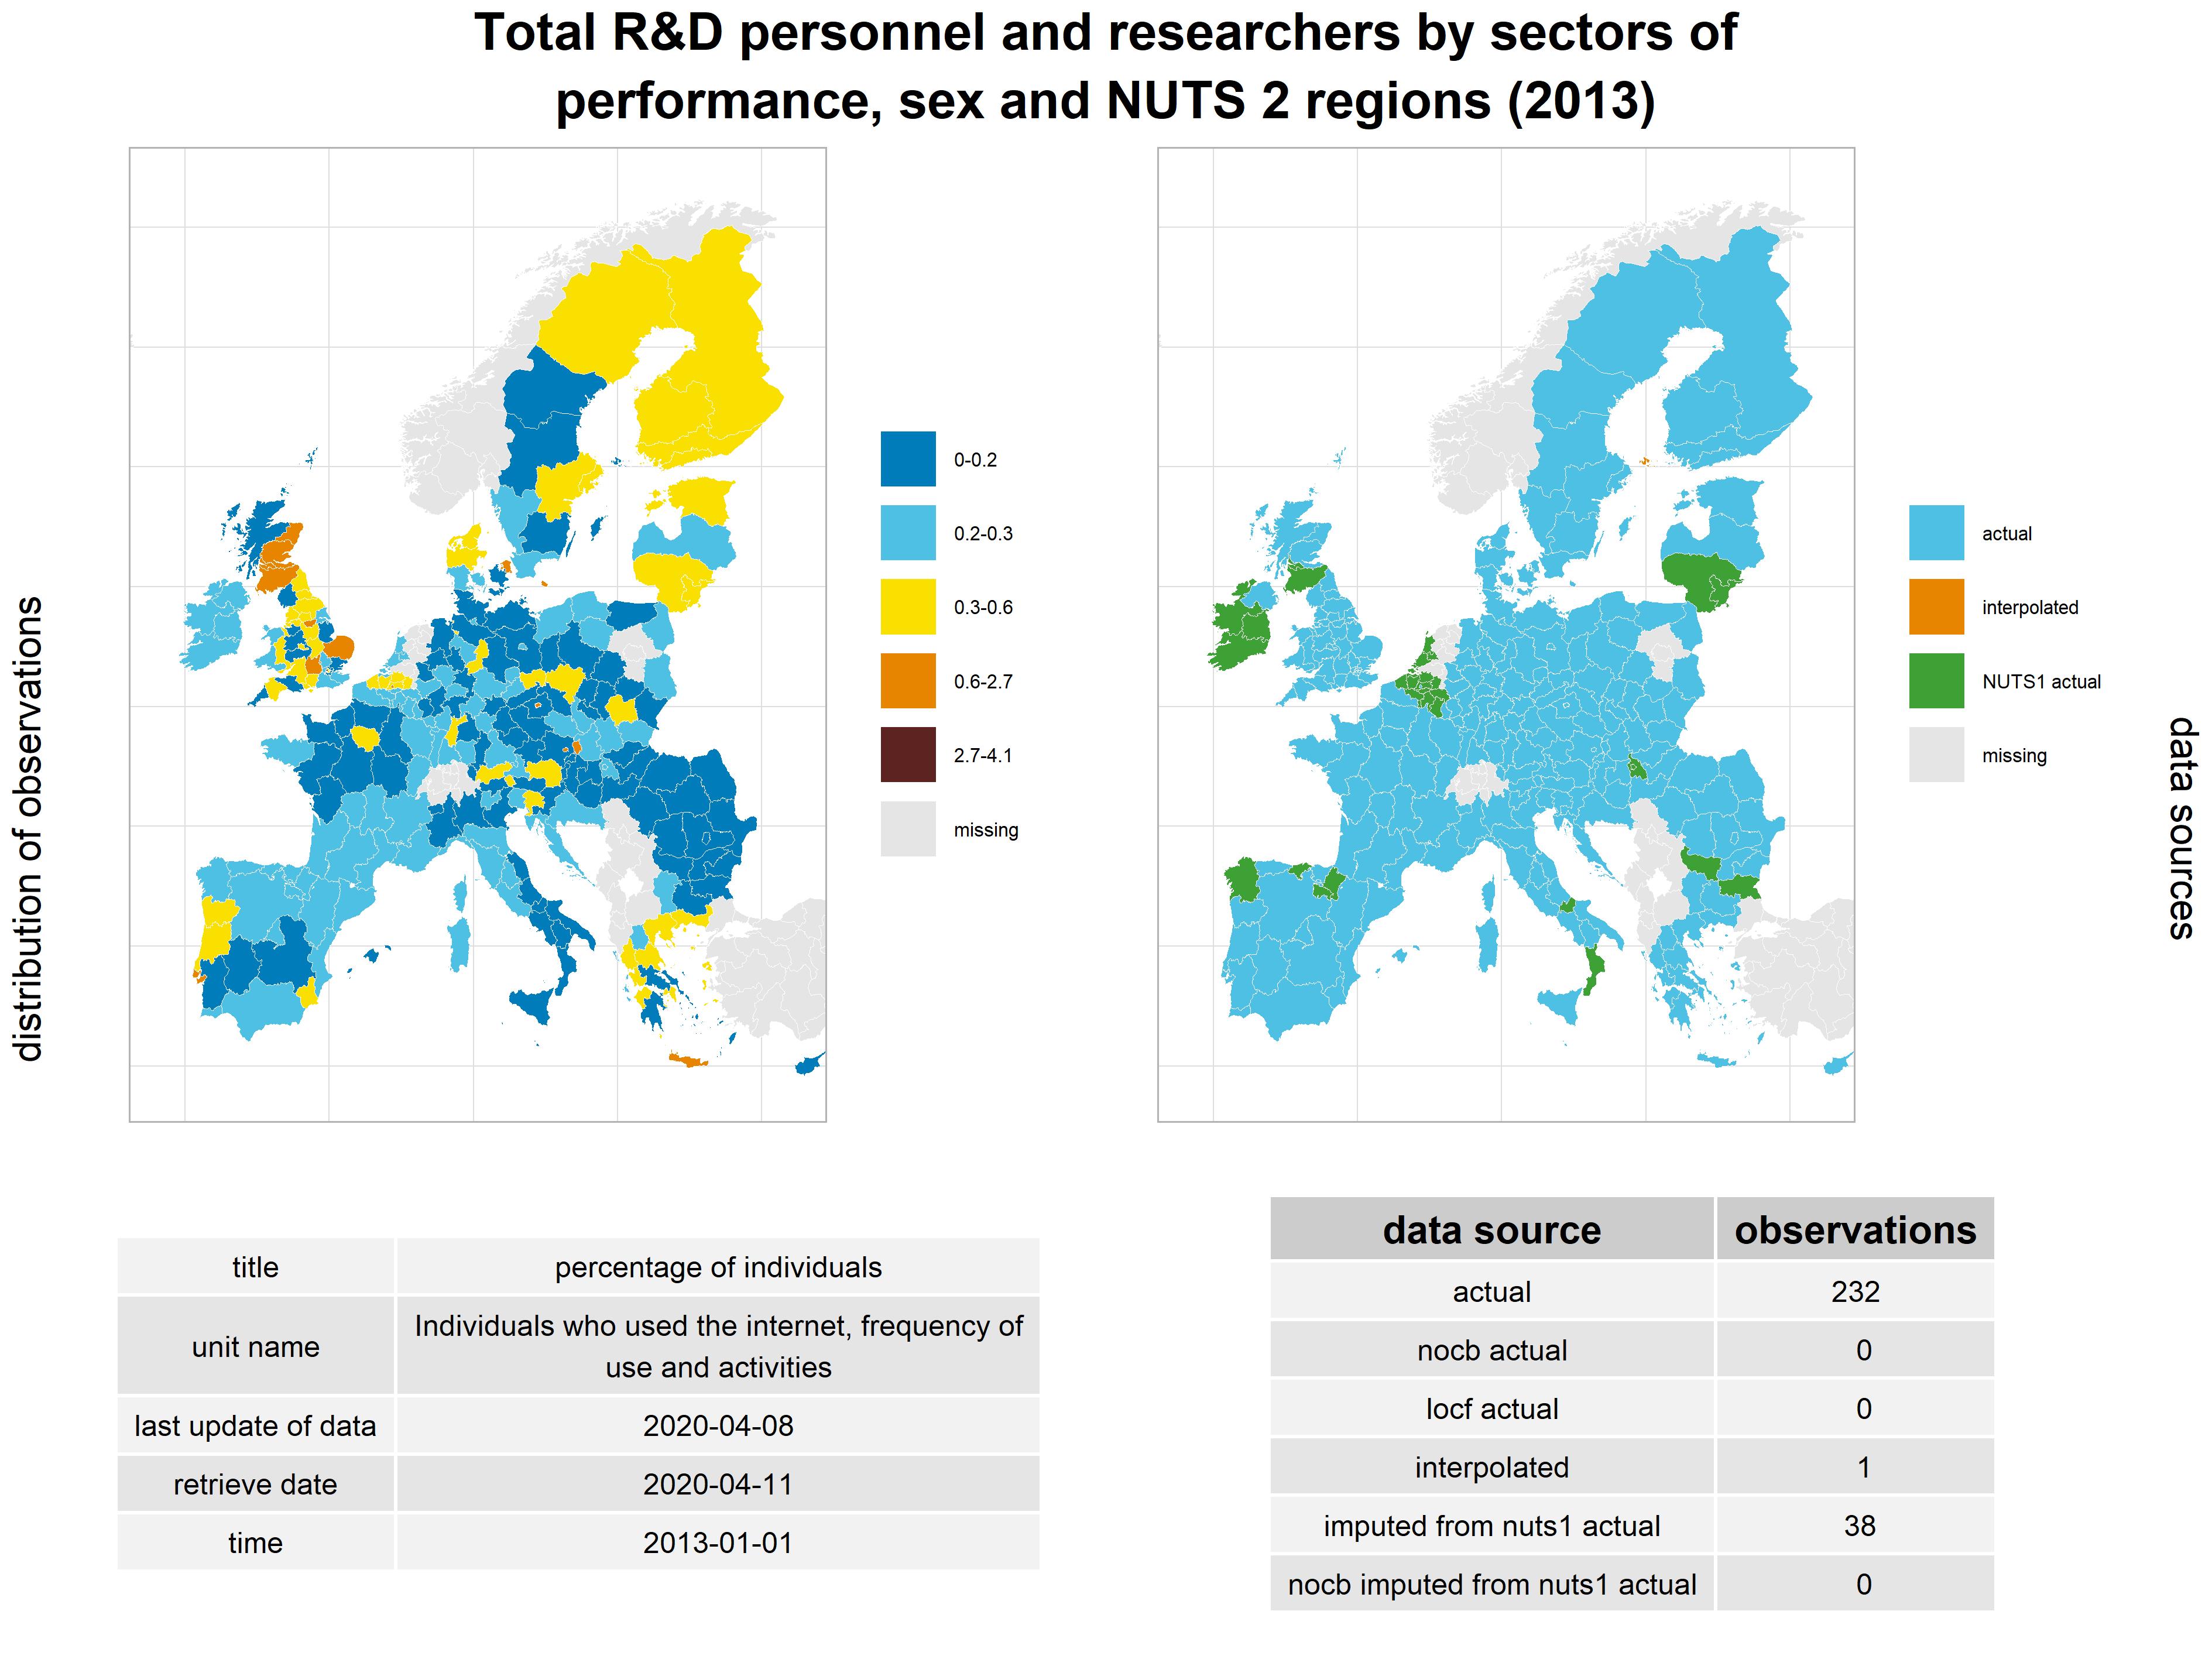 Total R&D personnel and researchers by sectors of
performance, sex and NUTS 2 regions (2013)
distribution of observations
0-0.2
0.2-0.3
0.3-0.6
0.6-2.7
2.7-4.1
missing
actual
interpolated
NUTS1 actual
missing
data sources
title percentage of individuals
unit name Individuals who used the internet, frequency of
use and activities
last update of data 2020-04-08
retrieve date 2020-04-11
time 2013-01-01
data source observations
actual 232
nocb actual 0
locf actual 0
interpolated 1
imputed from nuts1 actual 38
nocb imputed from nuts1 actual 0